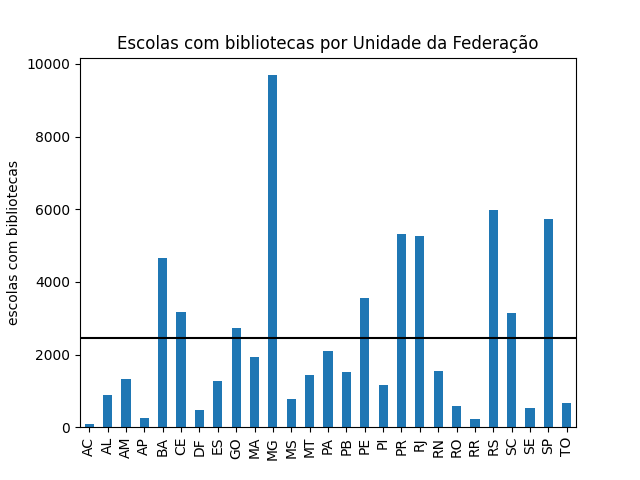 Escolas com bibliotecas por Unidade da Federação
escolas com bibliotecas
10000
8000
6000
4000
2000
0
AC AL AM AP BA CE DF ES GO MA MG MS MT PA PB PE PI PR RJ RN RO RR RS SC SE SP TO